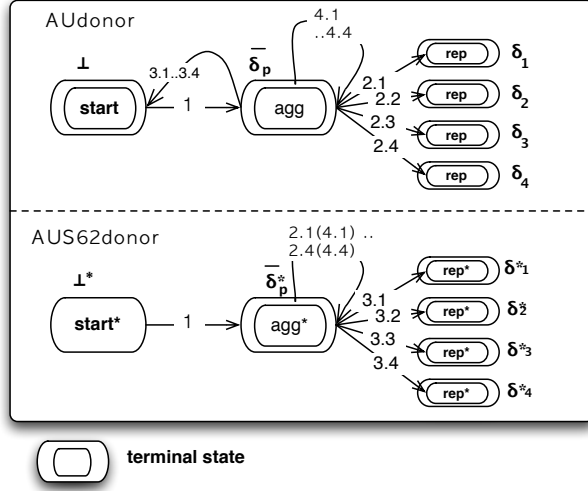 AUdonor
4.1
..4.4
⊥
δ̅p
3.1..3.4
start
1
agg
2.1
2.2
2.3
2.4
rep δ1
rep δ2
rep δ3
rep δ4
AUS62donor
2.1(4.1) ..
2.4(4.4)
⊥*
δ̅*p
start*
1
agg*
3.1
3.2
3.3
3.4
rep* δ*1
rep* δ*2
rep* δ*3
rep* δ*4
terminal state